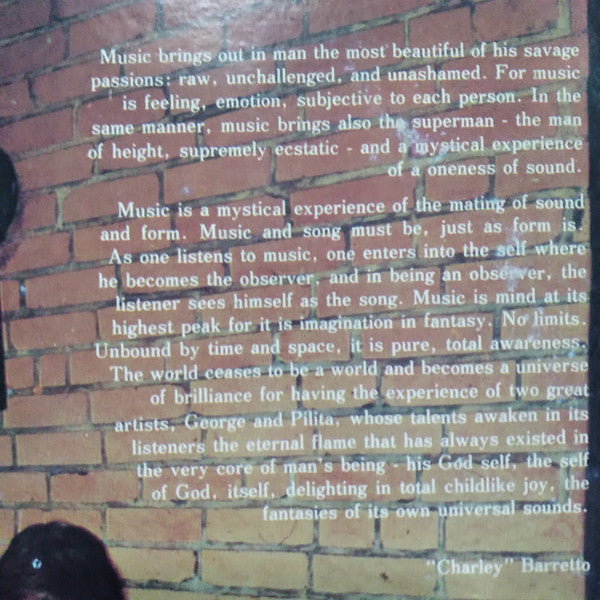 Music brings out in man the most beautiful of his savage
passions: raw, unchallenged, and unashamed. For music
is feeling, emotion, subjective to each person. In the
same manner, music brings also the superman - the man
of height, supremely ecstatic - and a mystical experience
of a oneness of sound.
Music is a mystical experience of the mating of sound
and form. Music and song must be, just as form is.
As one listens to music, one enters into the self where
he becomes the observer, and in being an observer, the
listener sees himself as the song. Music is mind at its
highest peak for it is imagination in fantasy. No limits.
Unbound by time and space, it is pure, total awareness.
The world ceases to be a world and becomes a universe
of brilliance for having the experience of two great
artists, George and Pilita, whose talents awaken in its
listeners the eternal flame that has always existed in
the very core of man's being - his God self, the self
of God, itself, delighting in total childlike joy, the
fantasies of its own universal sounds.
"Charley" Barretto